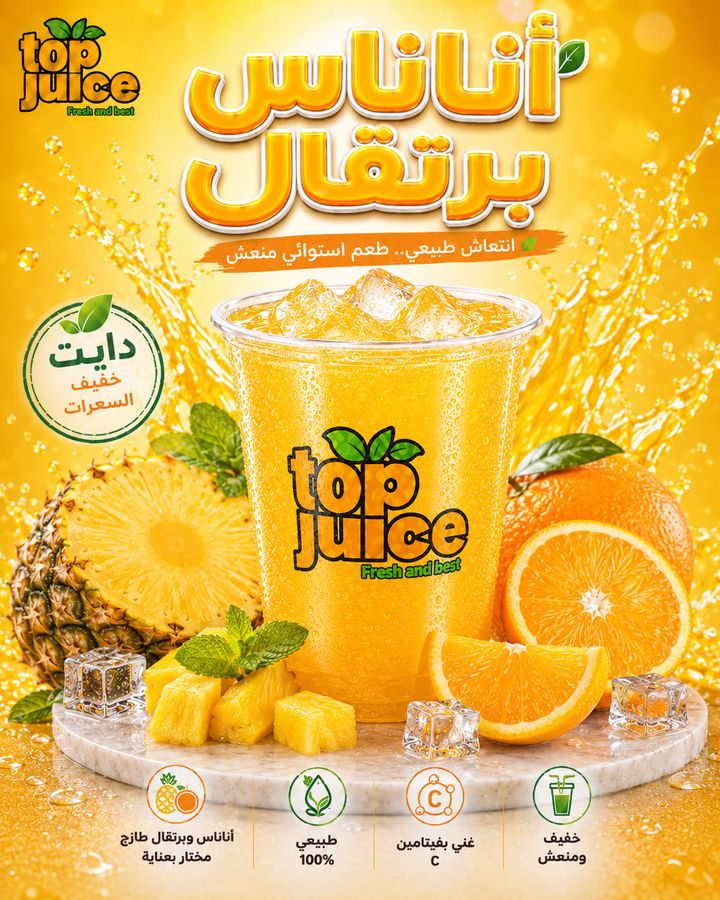 top
juice
Fresh and best
أناناس
برتقال
انتعاش طبيعي.. طعم استوائي منعش
دايت
خفيف
السعرات
top
juice
Fresh and best
خفيف
ومنعش
غني بفيتامين
C
C
طبيعي
100%
أناناس وبرتقال طازج
مختار بعناية